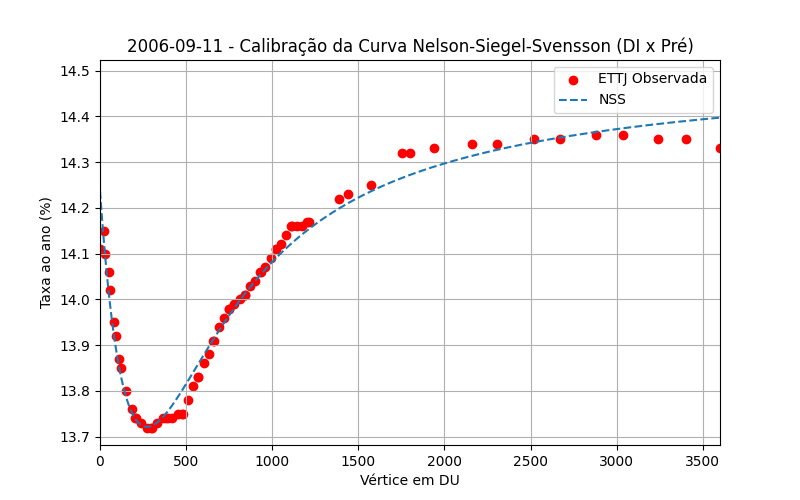 2006-09-11 - Calibração da Curva Nelson-Siegel-Svensson (DI x Pré)
ETTJ Observada
NSS
Taxa ao ano (%)
14.5
14.4
14.3
14.2
14.1
14.0
13.9
13.8
13.7
0 500 1000 1500 2000 2500 3000 3500
Vértice em DU